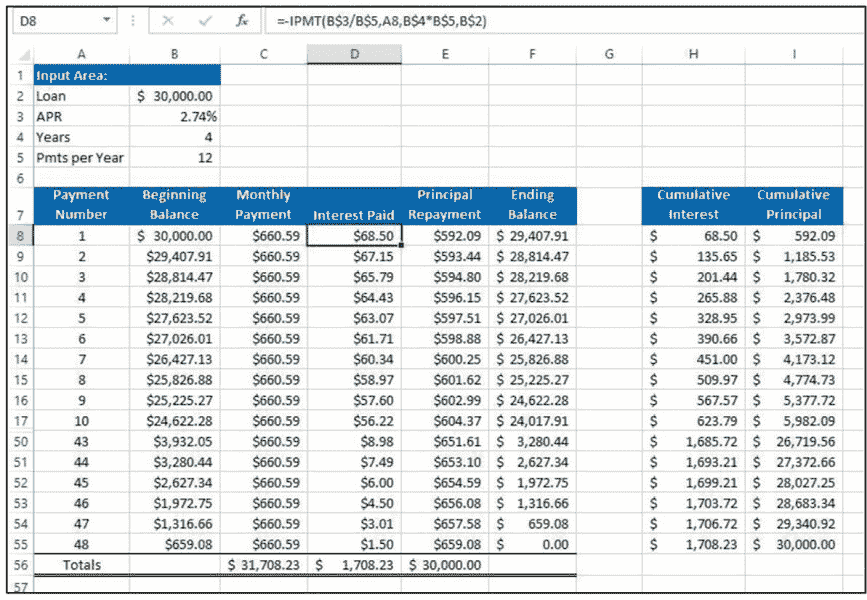 D8 fx =-IPMT(B$3/B$5,A8,B$4*B$5,B$2)
A B C D E F G H I
1 Input Area:
2 Loan $ 30,000.00
3 APR 2.74%
4 Years 4
5 Pmts per Year 12
6
Payment Beginning Monthly Principal Ending Cumulative Cumulative
7 Number Balance Payment Interest Paid Repayment Balance Interest Principal
8 1 $ 30,000.00 $660.59 $68.50 $592.09 $ 29,407.91 $ 68.50 $ 592.09
9 2 $29,407.91 $660.59 $67.15 $593.44 $ 28,814.47 $ 135.65 $ 1,185.53
10 3 $28,814.47 $660.59 $65.79 $594.80 $ 28,219.68 $ 201.44 $ 1,780.32
11 4 $28,219.68 $660.59 $64.43 $596.15 $ 27,623.52 $ 265.88 $ 2,376.48
12 5 $27,623.52 $660.59 $63.07 $597.51 $ 27,026.01 $ 328.95 $ 2,973.99
13 6 $27,026.01 $660.59 $61.71 $598.88 $ 26,427.13 $ 390.66 $ 3,572.87
14 7 $26,427.13 $660.59 $60.34 $600.25 $ 25,826.88 $ 451.00 $ 4,173.12
15 8 $25,826.88 $660.59 $58.97 $601.62 $ 25,225.27 $ 509.97 $ 4,774.73
16 9 $25,225.27 $660.59 $57.60 $602.99 $ 24,622.28 $ 567.57 $ 5,377.72
17 10 $24,622.28 $660.59 $56.22 $604.37 $ 24,017.91 $ 623.79 $ 5,982.09
50 43 $3,932.05 $660.59 $8.98 $651.61 $ 3,280.44 $ 1,685.72 $ 26,719.56
51 44 $3,280.44 $660.59 $7.49 $653.10 $ 2,627.34 $ 1,693.21 $ 27,372.66
52 45 $2,627.34 $660.59 $6.00 $654.59 $ 1,972.75 $ 1,699.21 $ 28,027.25
53 46 $1,972.75 $660.59 $4.50 $656.08 $ 1,316.66 $ 1,703.72 $ 28,683.34
54 47 $1,316.66 $660.59 $3.01 $657.58 $ 659.08 $ 1,706.72 $ 29,340.92
55 48 $659.08 $660.59 $1.50 $659.08 $ 0.00 $ 1,708.23 $ 30,000.00
56 Totals $ 31,708.23 $ 1,708.23 $ 30,000.00
57